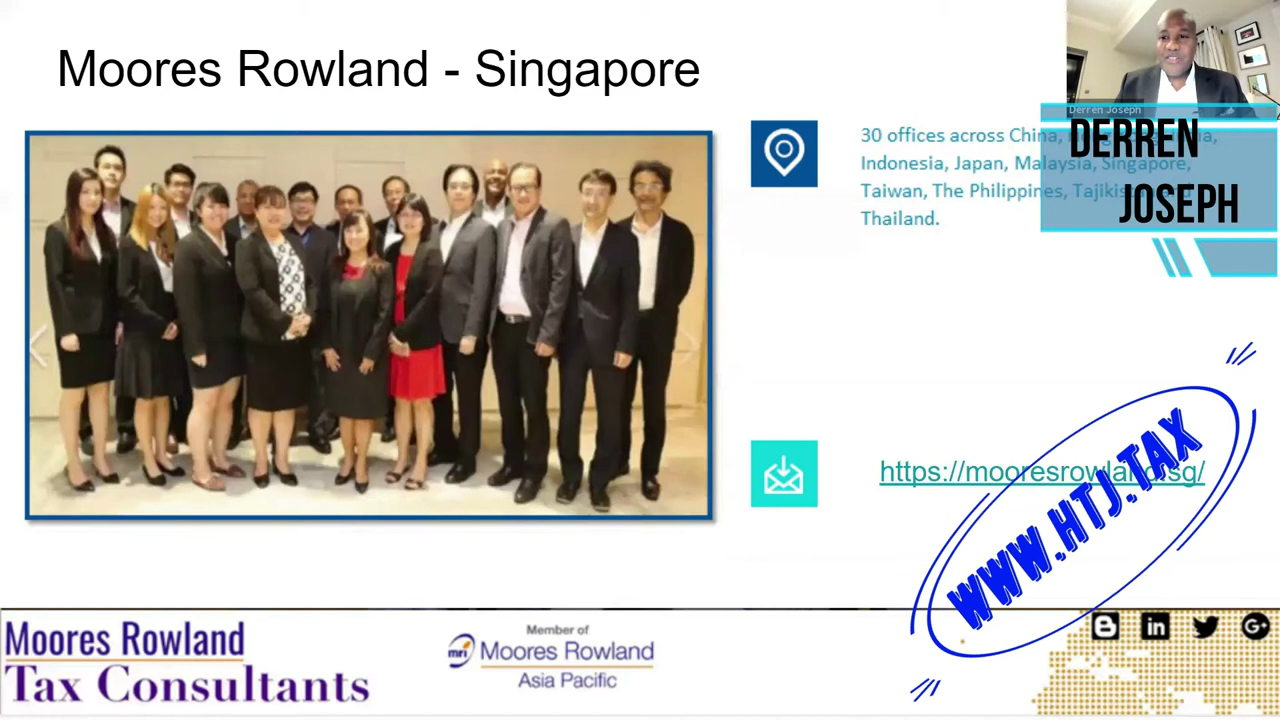 Moores Rowland - Singapore
Derren Joseph
DERREN
JOSEPH
30 offices across China,
Indonesia, Japan, Malaysia, Singapore,
Taiwan, The Philippines,
Thailand.
https://mooresrowland.sg/
WWW.HTJ.TAX
Moores Rowland
Tax Consultants
Member of
mri Moores Rowland
Asia Pacific